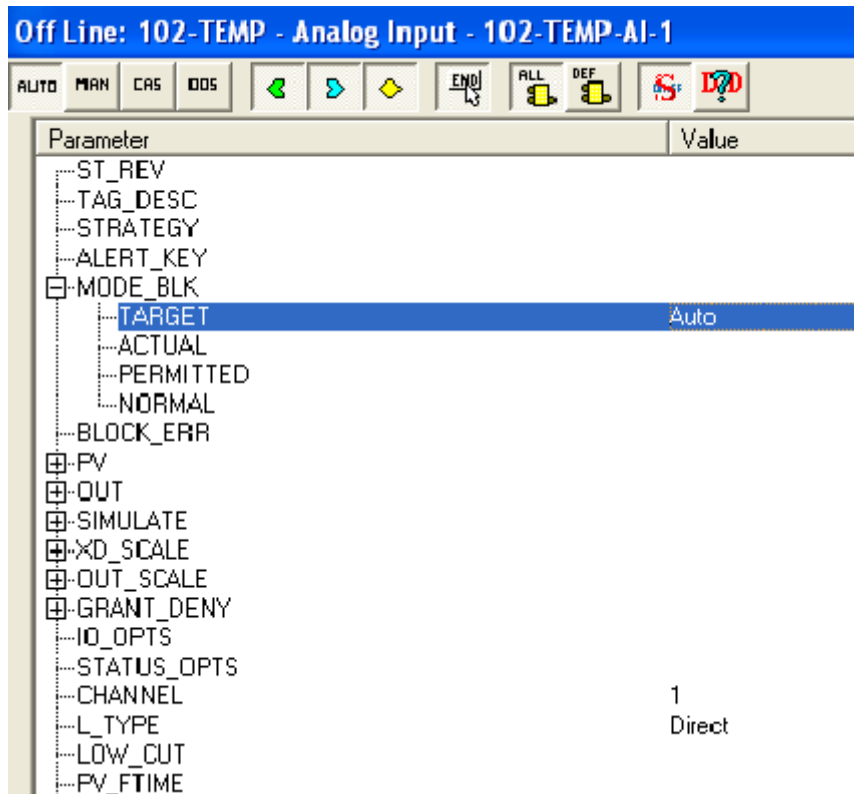 Off Line: 102-TEMP - Analog Input - 102-TEMP-AI-1
AUTO MAN CAS OOS END ALL DEF S D?D
Parameter Value
ST_REV
TAG_DESC
STRATEGY
ALERT_KEY
MODE_BLK
TARGET Auto
ACTUAL
PERMITTED
NORMAL
BLOCK_ERR
PV
OUT
SIMULATE
XD_SCALE
OUT_SCALE
GRANT_DENY
IO_OPTS
STATUS_OPTS
CHANNEL 1
L_TYPE Direct
LOW_CUT
PV_FTIME